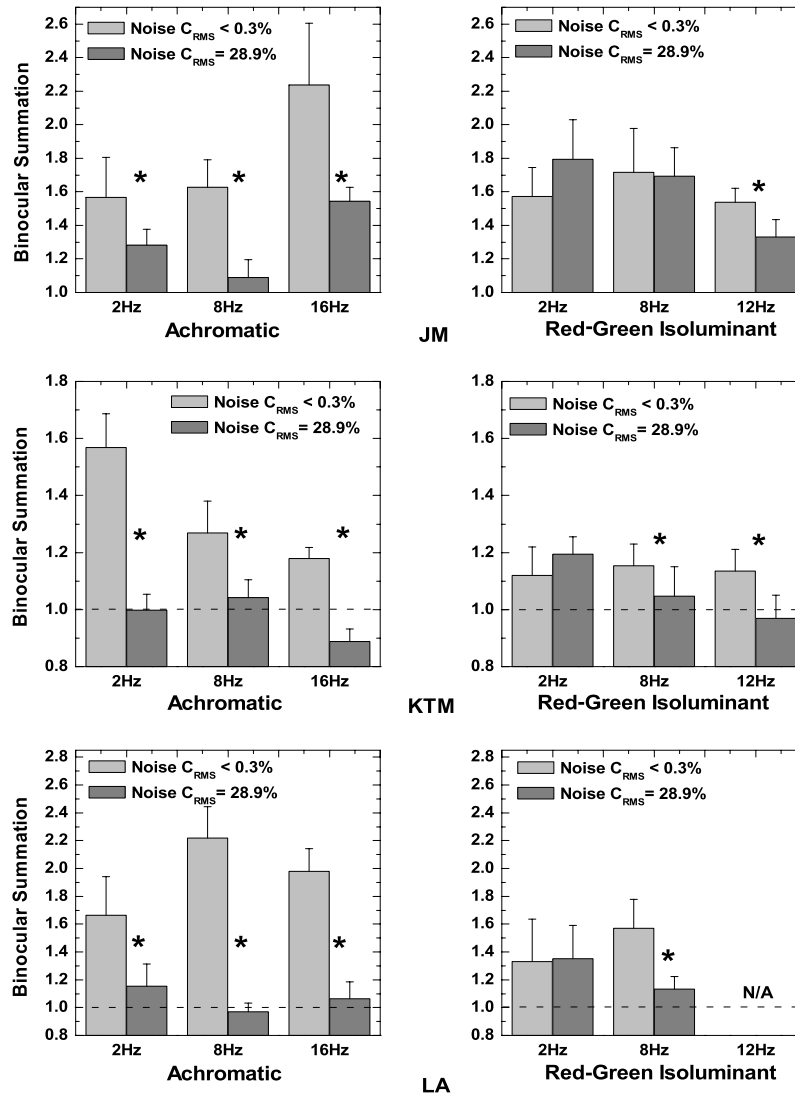 Binocular Summation
2.6
2.4
2.2
2.0
1.8
1.6
1.4
1.2
1.0
Noise C_RMS < 0.3%
Noise C_RMS = 28.9%
* * *
2Hz 8Hz 16Hz
Achromatic
2.6
2.4
2.2
2.0
1.8
1.6
1.4
1.2
1.0
Noise C_RMS < 0.3%
Noise C_RMS = 28.9%
*
2Hz 8Hz 12Hz
Red-Green Isoluminant
JM
Binocular Summation
1.8
1.6
1.4
1.2
1.0
0.8
Noise C_RMS < 0.3%
Noise C_RMS = 28.9%
* * *
2Hz 8Hz 16Hz
Achromatic
1.8
1.6
1.4
1.2
1.0
0.8
Noise C_RMS < 0.3%
Noise C_RMS = 28.9%
* *
2Hz 8Hz 12Hz
Red-Green Isoluminant
KTM
Binocular Summation
2.8
2.6
2.4
2.2
2.0
1.8
1.6
1.4
1.2
1.0
0.8
Noise C_RMS < 0.3%
Noise C_RMS = 28.9%
* * *
2Hz 8Hz 16Hz
Achromatic
2.8
2.6
2.4
2.2
2.0
1.8
1.6
1.4
1.2
1.0
0.8
Noise C_RMS < 0.3%
Noise C_RMS = 28.9%
*
N/A
2Hz 8Hz 12Hz
Red-Green Isoluminant
LA